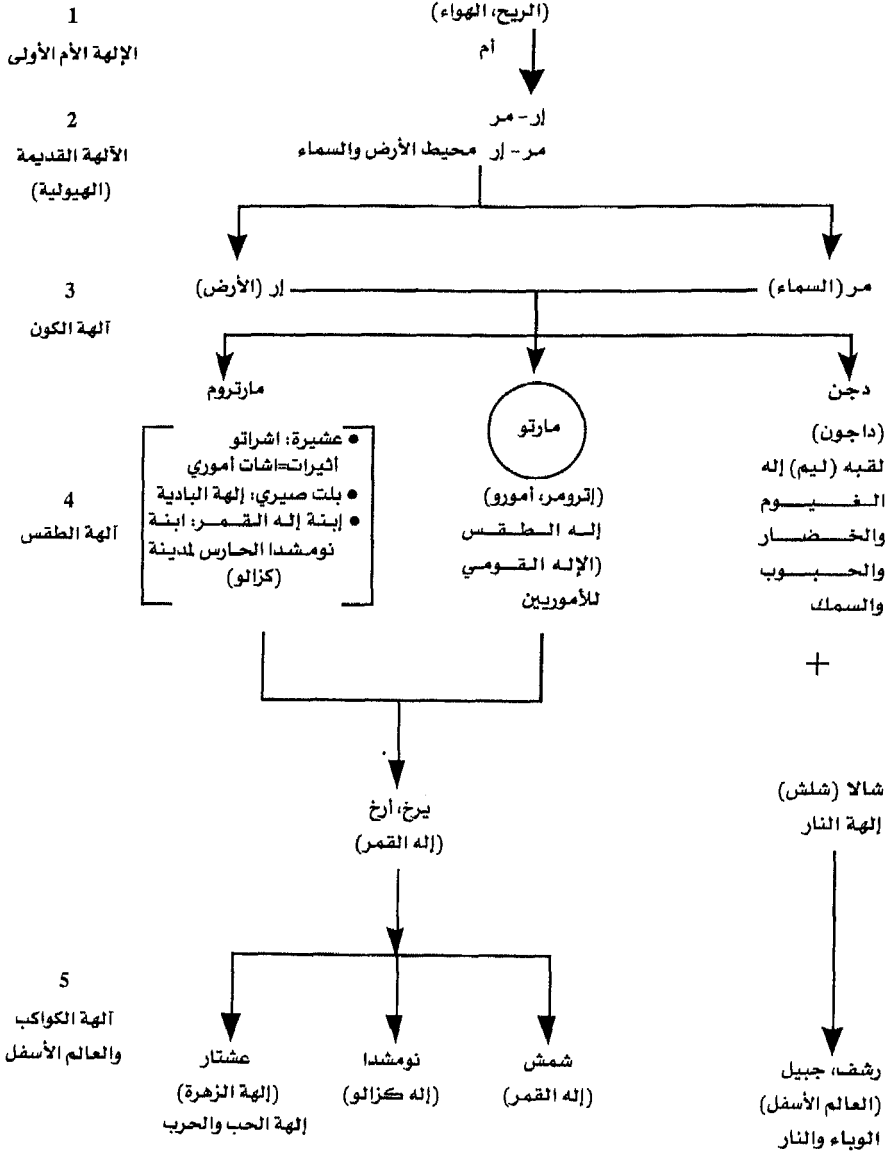 1
الإلهة الأم الأولى
(الريح، الهواء)
أم
2
الآلهة القديمة
(الهيولية)
إر - مر
مر - إر محيط الأرض والسماء
3
آلهة الكون
مر (السماء)
إر (الأرض)
4
آلهة الطقس
دجن
(داجون)
لقبه (ليم) إله
الغيوم
والخضار
والحبوب
والسمك
+
شالا (شلش)
إلهة النار
مارتو
(إترومر، أمورو)
إله الطقس
(الإله القومي
للأموريين
مارتروم
● عشيرة: اشراتو
أثيرات=اشات أموري
● بلت صيري: إلهة البادية
● إبنة إله القمر: ابنة
نومشدا الحارس لمدينة
(كزالو)
يرخ، أرخ
(إله القمر)
5
آلهة الكواكب
والعالم الأسفل
رشف، جبيل
(العالم الأسفل)
الوباء والنار
شمش
(إله القمر)
نومشدا
(إله كزالو)
عشتار
(إلهة الزهرة)
إلهة الحب والحرب